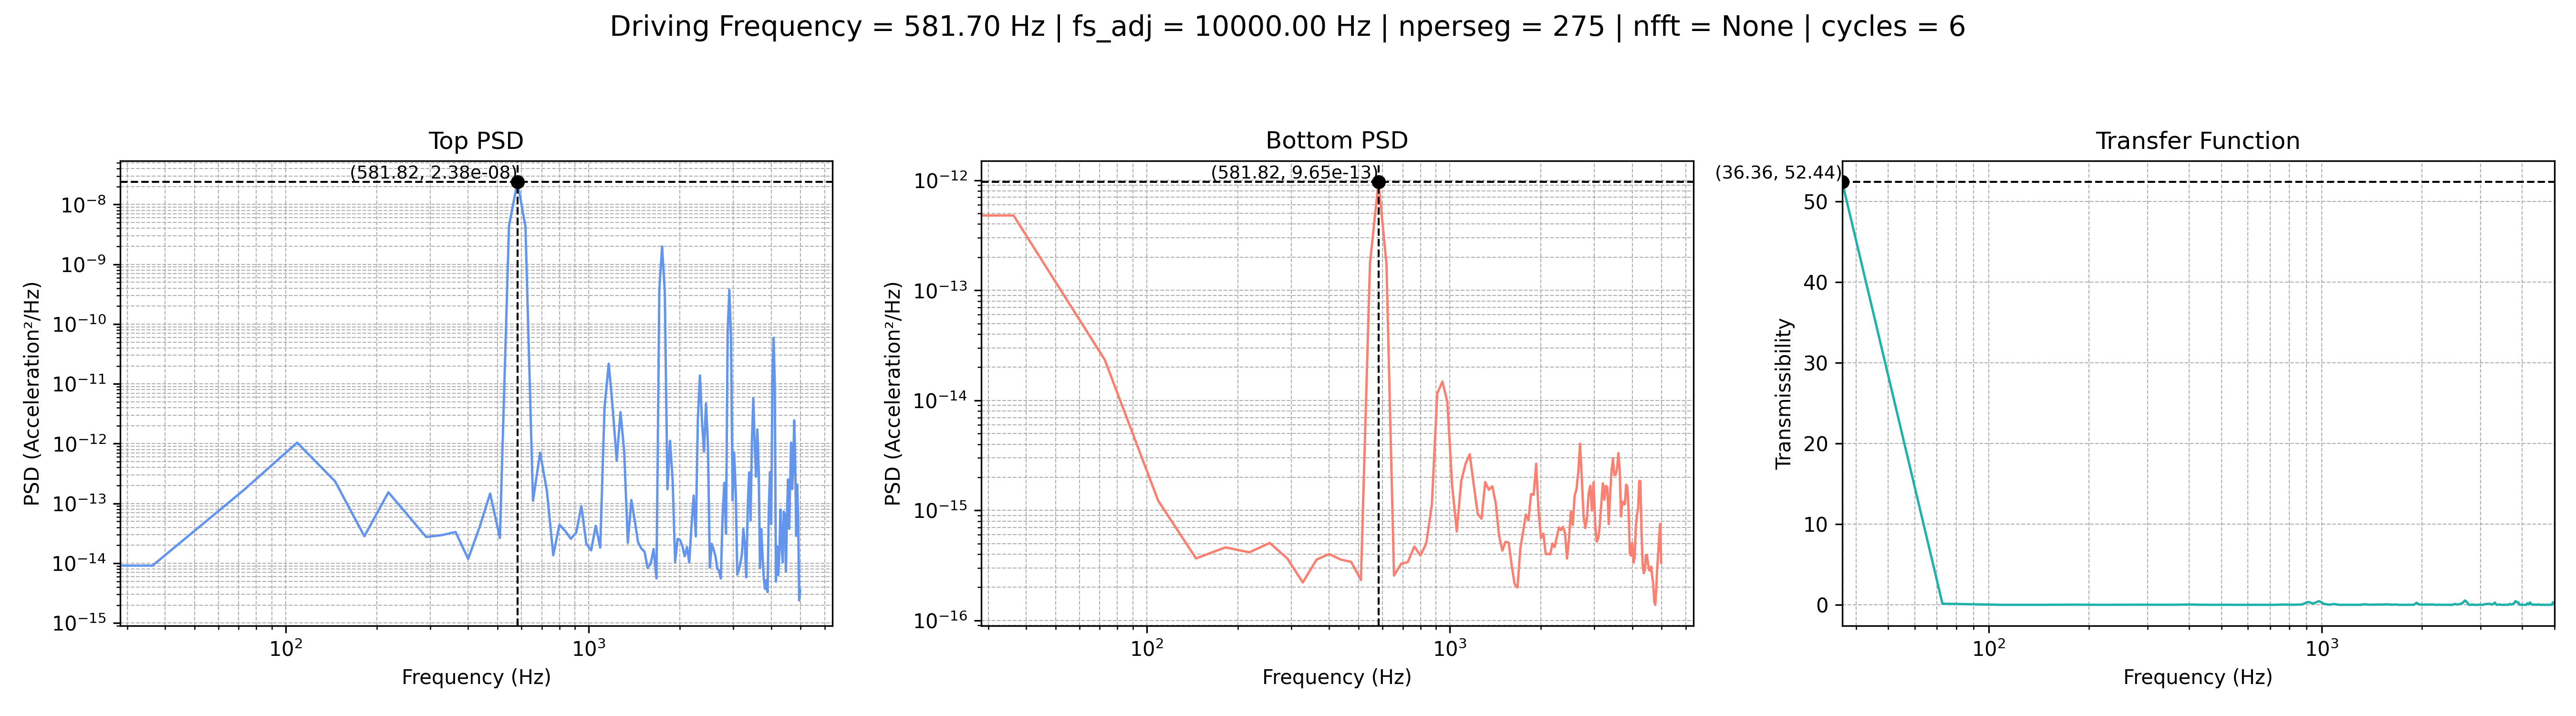 Driving Frequency = 581.70 Hz | fs_adj = 10000.00 Hz | nperseg = 275 | nfft = None | cycles = 6
Top PSD
(581.82, 2.38e-08)
PSD (Acceleration²/Hz)
10⁻⁸
10⁻⁹
10⁻¹⁰
10⁻¹¹
10⁻¹²
10⁻¹³
10⁻¹⁴
10⁻¹⁵
10²
10³
Frequency (Hz)
Bottom PSD
(581.82, 9.65e-13)
PSD (Acceleration²/Hz)
10⁻¹²
10⁻¹³
10⁻¹⁴
10⁻¹⁵
10⁻¹⁶
10²
10³
Frequency (Hz)
Transfer Function
(36.36, 52.44)
Transmissibility
50
40
30
20
10
0
10²
10³
Frequency (Hz)